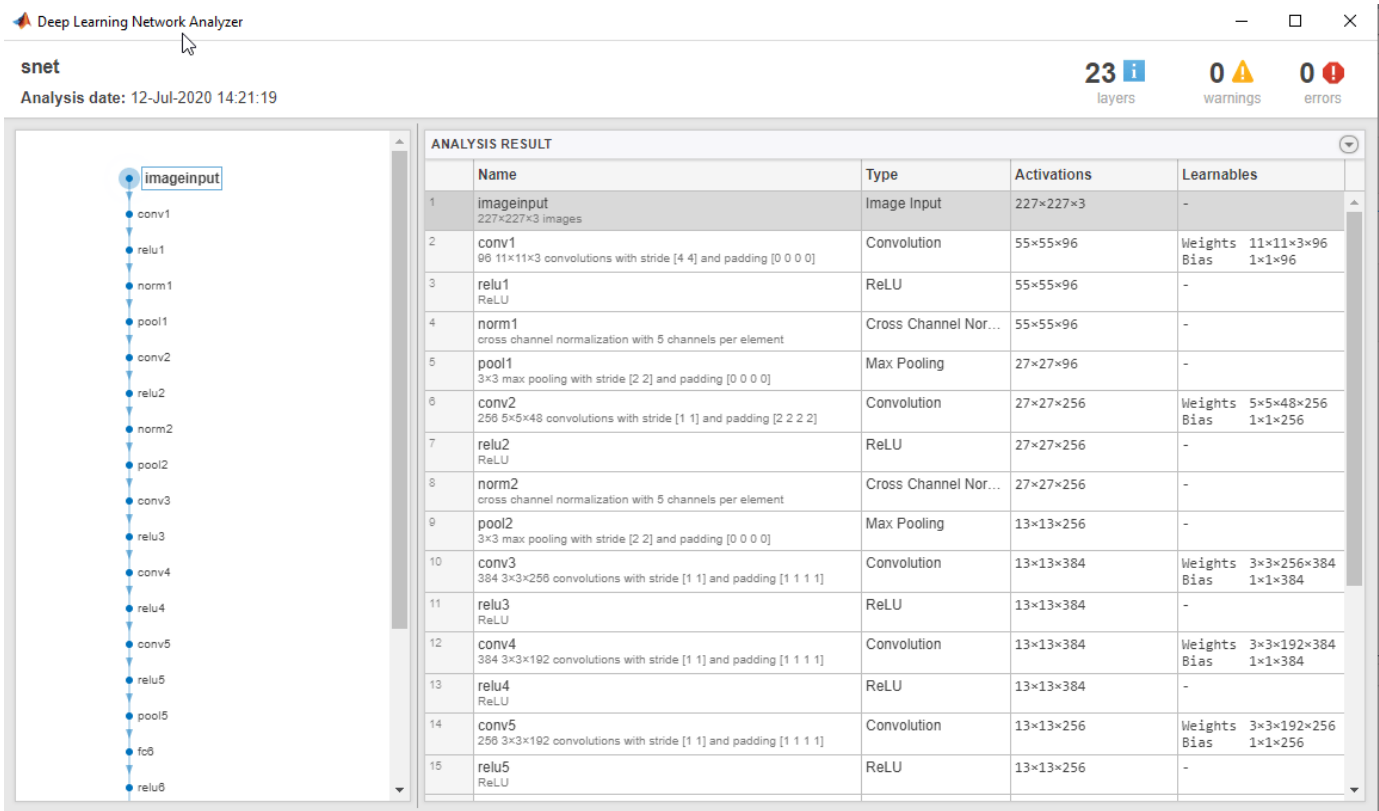 Deep Learning Network Analyzer
snet
Analysis date: 12-Jul-2020 14:21:19
23 i
layers
0
warnings
0
errors
imageinput
conv1
relu1
norm1
pool1
conv2
relu2
norm2
pool2
conv3
relu3
conv4
relu4
conv5
relu5
pool5
fc6
relu6
ANALYSIS RESULT
Name Type Activations Learnables
1 imageinput Image Input 227×227×3 -
227×227×3 images
2 conv1 Convolution 55×55×96 Weights 11×11×3×96
96 11×11×3 convolutions with stride [4 4] and padding [0 0 0 0] Bias 1×1×96
3 relu1 ReLU 55×55×96 -
ReLU
4 norm1 Cross Channel Nor... 55×55×96 -
cross channel normalization with 5 channels per element
5 pool1 Max Pooling 27×27×96 -
3×3 max pooling with stride [2 2] and padding [0 0 0 0]
6 conv2 Convolution 27×27×256 Weights 5×5×48×256
256 5×5×48 convolutions with stride [1 1] and padding [2 2 2 2] Bias 1×1×256
7 relu2 ReLU 27×27×256 -
ReLU
8 norm2 Cross Channel Nor... 27×27×256 -
cross channel normalization with 5 channels per element
9 pool2 Max Pooling 13×13×256 -
3×3 max pooling with stride [2 2] and padding [0 0 0 0]
10 conv3 Convolution 13×13×384 Weights 3×3×256×384
384 3×3×256 convolutions with stride [1 1] and padding [1 1 1 1] Bias 1×1×384
11 relu3 ReLU 13×13×384 -
ReLU
12 conv4 Convolution 13×13×384 Weights 3×3×192×384
384 3×3×192 convolutions with stride [1 1] and padding [1 1 1 1] Bias 1×1×384
13 relu4 ReLU 13×13×384 -
ReLU
14 conv5 Convolution 13×13×256 Weights 3×3×192×256
256 3×3×192 convolutions with stride [1 1] and padding [1 1 1 1] Bias 1×1×256
15 relu5 ReLU 13×13×256 -
ReLU